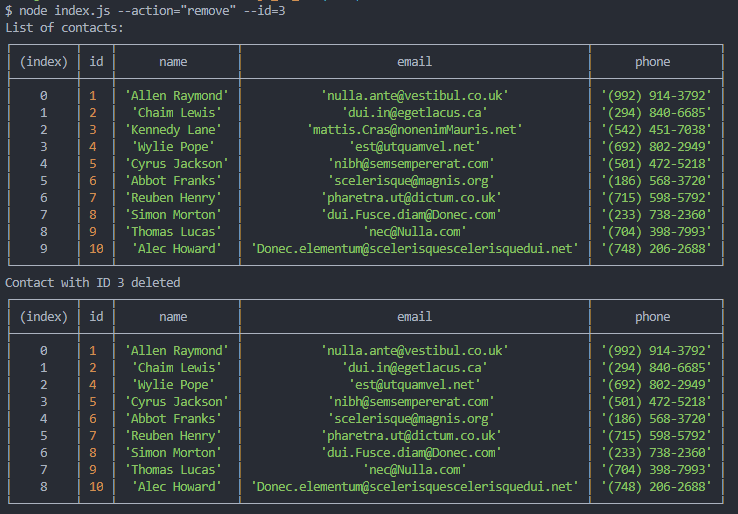 $ node index.js --action="remove" --id=3
List of contacts:
(index) | id | name | email | phone
0 | 1 | 'Allen Raymond' | 'nulla.ante@vestibul.co.uk' | '(992) 914-3792'
1 | 2 | 'Chaim Lewis' | 'dui.in@egetlacus.ca' | '(294) 840-6685'
2 | 3 | 'Kennedy Lane' | 'mattis.Cras@nonenimMauris.net' | '(542) 451-7038'
3 | 4 | 'Wylie Pope' | 'est@utquamvel.net' | '(692) 802-2949'
4 | 5 | 'Cyrus Jackson' | 'nibh@semsempererat.com' | '(501) 472-5218'
5 | 6 | 'Abbot Franks' | 'scelerisque@magnis.org' | '(186) 568-3720'
6 | 7 | 'Reuben Henry' | 'pharetra.ut@dictum.co.uk' | '(715) 598-5792'
7 | 8 | 'Simon Morton' | 'dui.Fusce.diam@Donec.com' | '(233) 738-2360'
8 | 9 | 'Thomas Lucas' | 'nec@Nulla.com' | '(704) 398-7993'
9 | 10 | 'Alec Howard' | 'Donec.elementum@scelerisquescelerisquedui.net' | '(748) 206-2688'
Contact with ID 3 deleted
(index) | id | name | email | phone
0 | 1 | 'Allen Raymond' | 'nulla.ante@vestibul.co.uk' | '(992) 914-3792'
1 | 2 | 'Chaim Lewis' | 'dui.in@egetlacus.ca' | '(294) 840-6685'
2 | 4 | 'Wylie Pope' | 'est@utquamvel.net' | '(692) 802-2949'
3 | 5 | 'Cyrus Jackson' | 'nibh@semsempererat.com' | '(501) 472-5218'
4 | 6 | 'Abbot Franks' | 'scelerisque@magnis.org' | '(186) 568-3720'
5 | 7 | 'Reuben Henry' | 'pharetra.ut@dictum.co.uk' | '(715) 598-5792'
6 | 8 | 'Simon Morton' | 'dui.Fusce.diam@Donec.com' | '(233) 738-2360'
7 | 9 | 'Thomas Lucas' | 'nec@Nulla.com' | '(704) 398-7993'
8 | 10 | 'Alec Howard' | 'Donec.elementum@scelerisquescelerisquedui.net' | '(748) 206-2688'